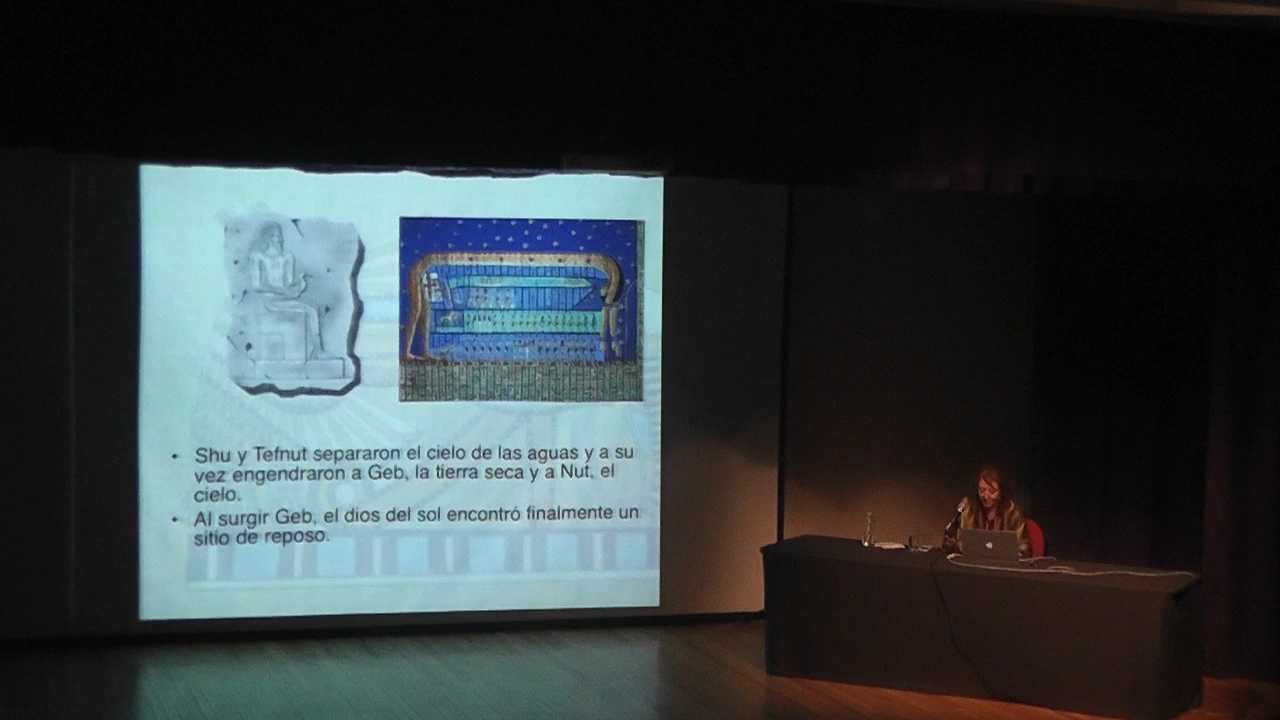 • Shu y Tefnut separaron el cielo de las aguas y a su
vez engendraron a Geb, la tierra seca y a Nut, el
cielo.
• Al surgir Geb, el dios del sol encontró finalmente un
sitio de reposo.